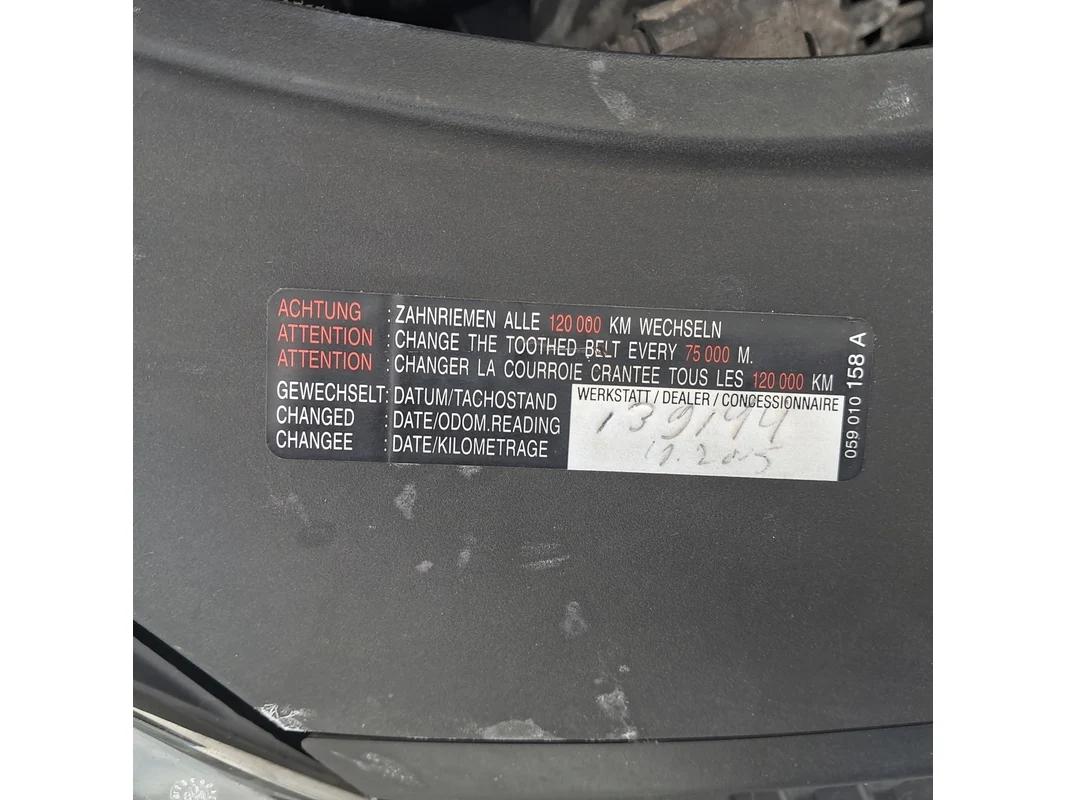 ACHTUNG : ZAHNRIEMEN ALLE 120 000 KM WECHSELN
ATTENTION : CHANGE THE TOOTHED BELT EVERY 75 000 M.
ATTENTION : CHANGER LA COURROIE CRANTEE TOUS LES 120 000 KM
GEWECHSELT: DATUM/TACHOSTAND
CHANGED : DATE/ODOM.READING
CHANGEE : DATE/KILOMETRAGE
WERKSTATT / DEALER / CONCESSIONNAIRE
139144
059 010 158 A